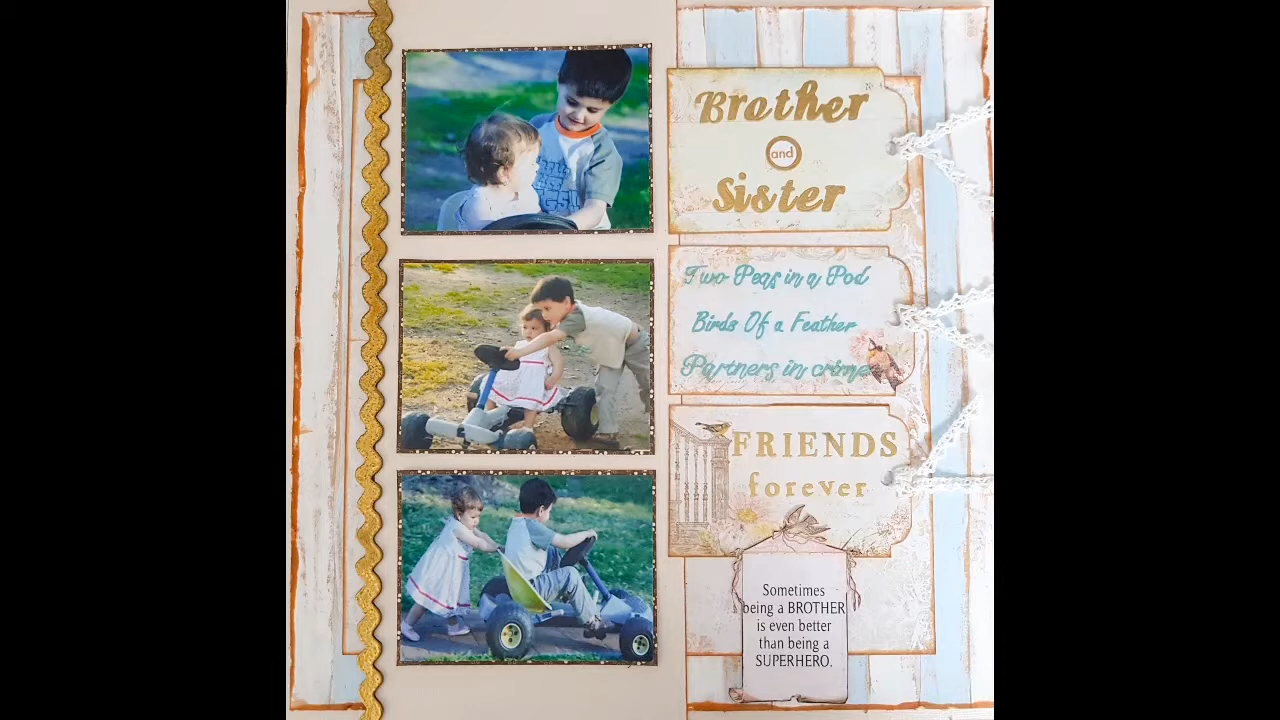 Brother
and
Sister
Two Peas in a Pod
Birds Of a Feather
Partners in crime
FRIENDS
forever
Sometimes
being a BROTHER
is even better
than being a
SUPERHERO.